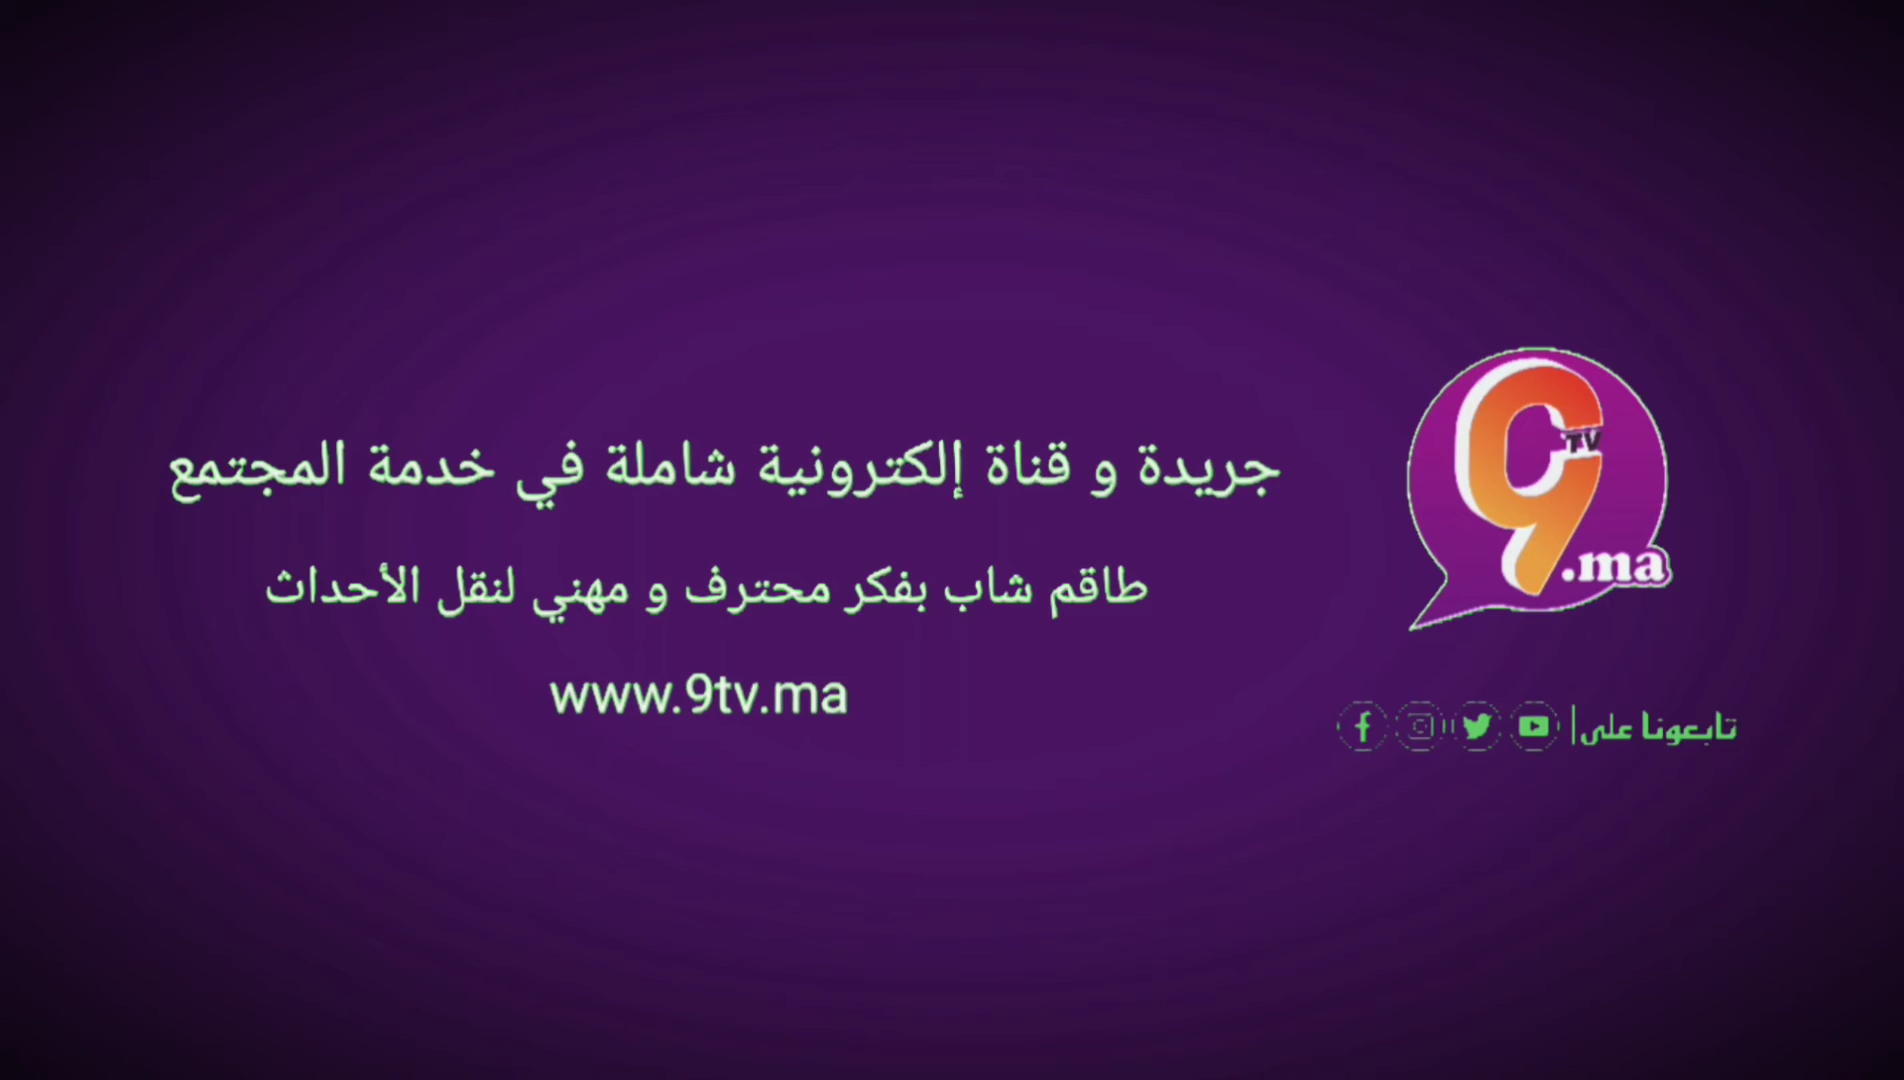 جريدة و قناة إلكترونية شاملة في خدمة المجتمع
طاقم شاب بفكر محترف و مهني لنقل الأحداث
www.9tv.ma
9
TV
.ma
تابعونا على|